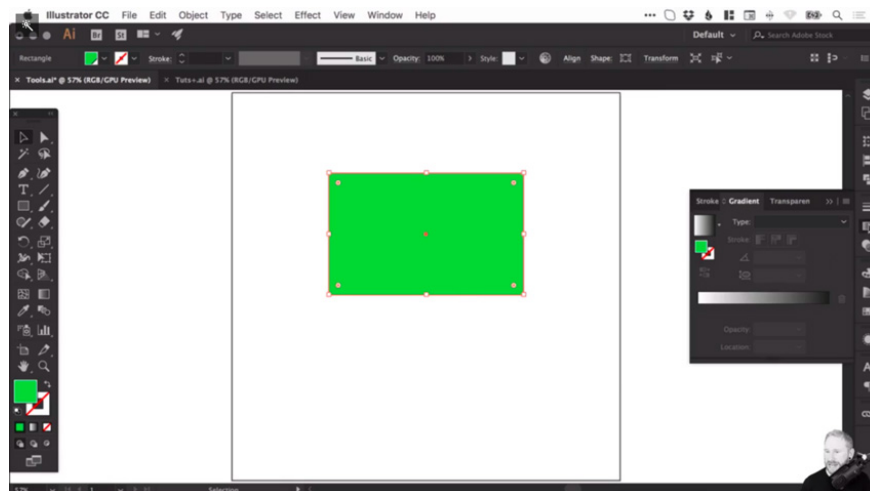 Illustrator CC File Edit Object Type Select Effect View Window Help
Ai Br St Default Search Adobe Stock
Rectangle Stroke: Basic Opacity: 100% Style: Align Shape: Transform
× Tools.ai* @ 57% (RGB/GPU Preview) × Tuts+.ai @ 57% (RGB/GPU Preview)
Stroke Gradient Transparen
Type:
Stroke:
Opacity:
Location:
57% 1 Selection